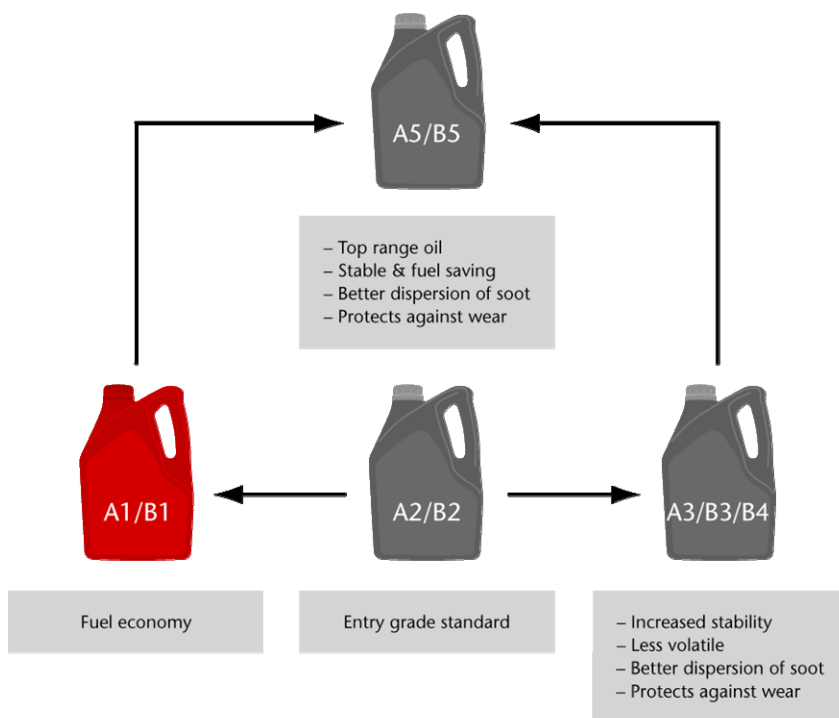 A5/B5
– Top range oil
– Stable & fuel saving
– Better dispersion of soot
– Protects against wear
A1/B1
A2/B2
A3/B3/B4
Fuel economy
Entry grade standard
– Increased stability
– Less volatile
– Better dispersion of soot
– Protects against wear